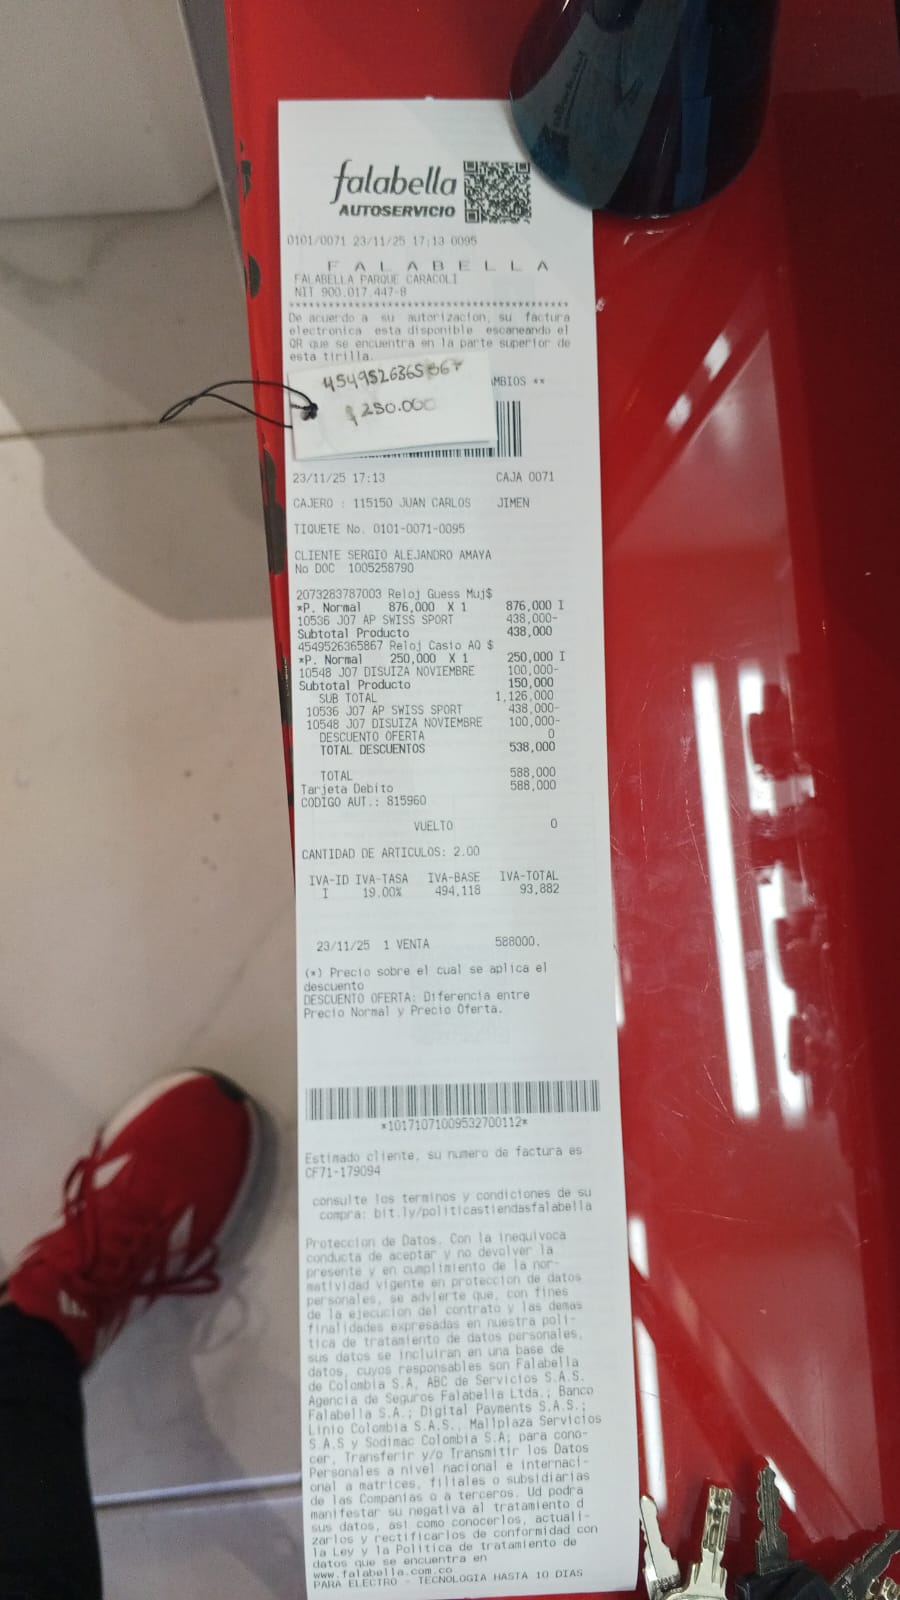 falabella
AUTOSERVICIO
0101/0071 23/11/25 17:13 0095
F A L A B E L L A
FALABELLA PARQUE CARACOLI
NIT 900.017.447-8
******************************************
De acuerdo a su autorizacion, su factura
electronica esta disponible escaneando el
QR que se encuentra en la parte superior de
esta tirilla.
4549526365867
$ 250.000
MBIOS **
23/11/25 17:13 CAJA 0071
CAJERO : 115150 JUAN CARLOS JIMEN
TIQUETE No. 0101-0071-0095
CLIENTE SERGIO ALEJANDRO AMAYA
No DOC 1005258790
2073283787003 Reloj Guess Muj$
*P. Normal 876,000 X 1 876,000 I
10536 J07 AP SWISS SPORT 438,000-
Subtotal Producto 438,000
4549526365867 Reloj Casio AQ $
*P. Normal 250,000 X 1 250,000 I
10548 J07 DISUIZA NOVIEMBRE 100,000-
Subtotal Producto 150,000
SUB TOTAL 1,126,000
10536 J07 AP SWISS SPORT 438,000-
10548 J07 DISUIZA NOVIEMBRE 100,000-
DESCUENTO OFERTA 0
TOTAL DESCUENTOS 538,000
TOTAL 588,000
Tarjeta Debito 588,000
CODIGO AUT.: 815960
VUELTO 0
CANTIDAD DE ARTICULOS: 2.00
IVA-ID IVA-TASA IVA-BASE IVA-TOTAL
I 19.00% 494,118 93,882
23/11/25 1 VENTA 588000.
(*) Precio sobre el cual se aplica el
descuento
DESCUENTO OFERTA: Diferencia entre
Precio Normal y Precio Oferta.
*10171071009532700112*
Estimado cliente, su numero de factura es
CF71-179094
consulte los terminos y condiciones de su
compra: bit.ly/politicastiendasfalabella
Proteccion de Datos. Con la inequivoca
conducta de aceptar y no devolver la
presente y en cumplimiento de la nor-
matividad vigente en proteccion de datos
personales, se advierte que, con fines
de la ejecucion del contrato y las demas
finalidades expresadas en nuestra poli-
tica de tratamiento de datos personales,
sus datos se incluiran en una base de
datos, cuyos responsables son Falabella
de Colombia S.A, ABC de Servicios S.A.S.
Agencia de Seguros Falabella Ltda.; Banco
Falabella S.A.; Digital Payments S.A.S.;
Linio Colombia S.A.S., Mallplaza Servicios
S.A.S y Sodimac Colombia S.A; para cono-
cer, Transferir y/o Transmitir los Datos
Personales a nivel nacional e internaci-
onal a matrices, filiales o subsidiarias
de las Companias o a terceros. Ud podra
manifestar su negativa al tratamiento d
sus datos, asi como conocerlos, actuali-
zarlos y rectificarlos de conformidad con
la Ley y la Politica de tratamiento de
datos que se encuentra en
www.falabella.com.co
PARA ELECTRO - TECNOLOGIA HASTA 10 DIAS